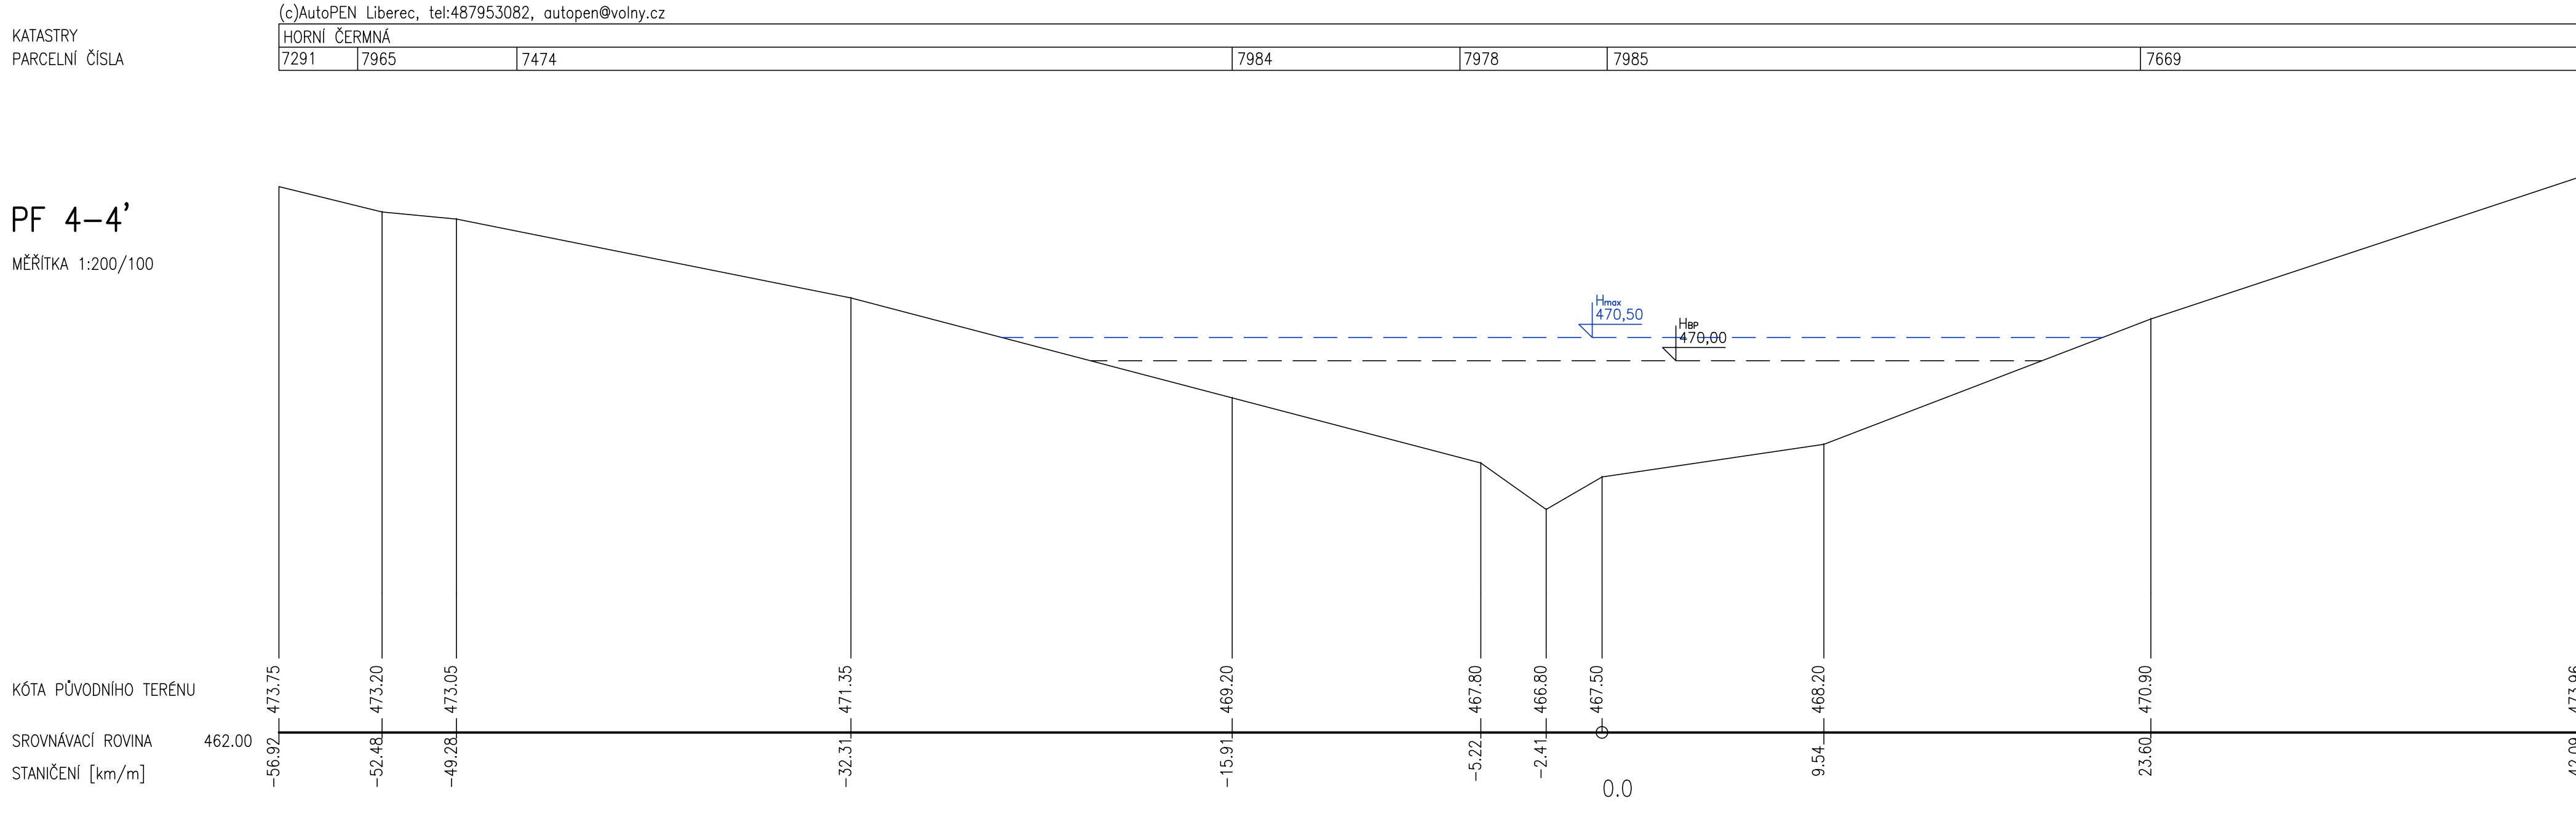 (c)AutoPEN Liberec, tel:487953082, autopen@volny.cz
KATASTRY HORNÍ ČERMNÁ
PARCELNÍ ČÍSLA 7291 7965 7474 7984 7978 7985 7669
PF 4-4'
MĚŘÍTKA 1:200/100
Hmax
470,50
HBP
470,00
KÓTA PŮVODNÍHO TERÉNU 473.75 473.20 473.05 471.35 469.20 467.80 466.80 467.50 468.20 470.90 473.96
SROVNÁVACÍ ROVINA 462.00
STANIČENÍ [km/m] -56.92 -52.48 -49.28 -32.31 -15.91 -5.22 -2.41 0.0 9.54 23.60 42.09